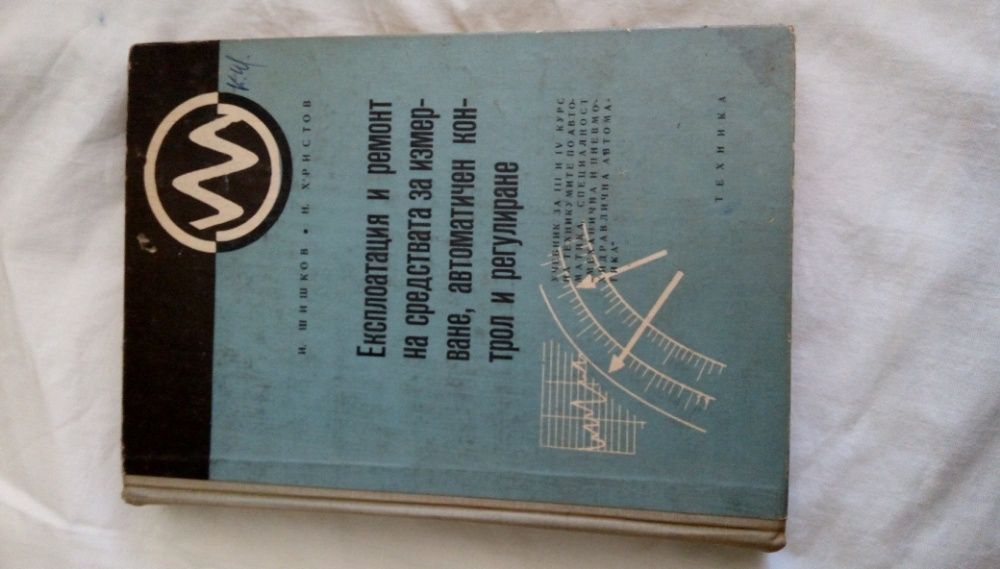 К.Ш.
И. ШИШКОВ • Н. ХРИСТОВ
Експлоатация и ремонт
на средствата за измер-
ване, автоматичен кон-
трол и регулиране
УЧЕБНИК ЗА III И IV КУРС
НА ТЕХНИКУМИТЕ ПО АВТО-
МАТИКА, СПЕЦИАЛНОСТ
„МЕХАНИЧНА И ПНЕВМО-
ХИДРАВЛИЧНА АВТОМА-
ТИКА“
ТЕХНИКА